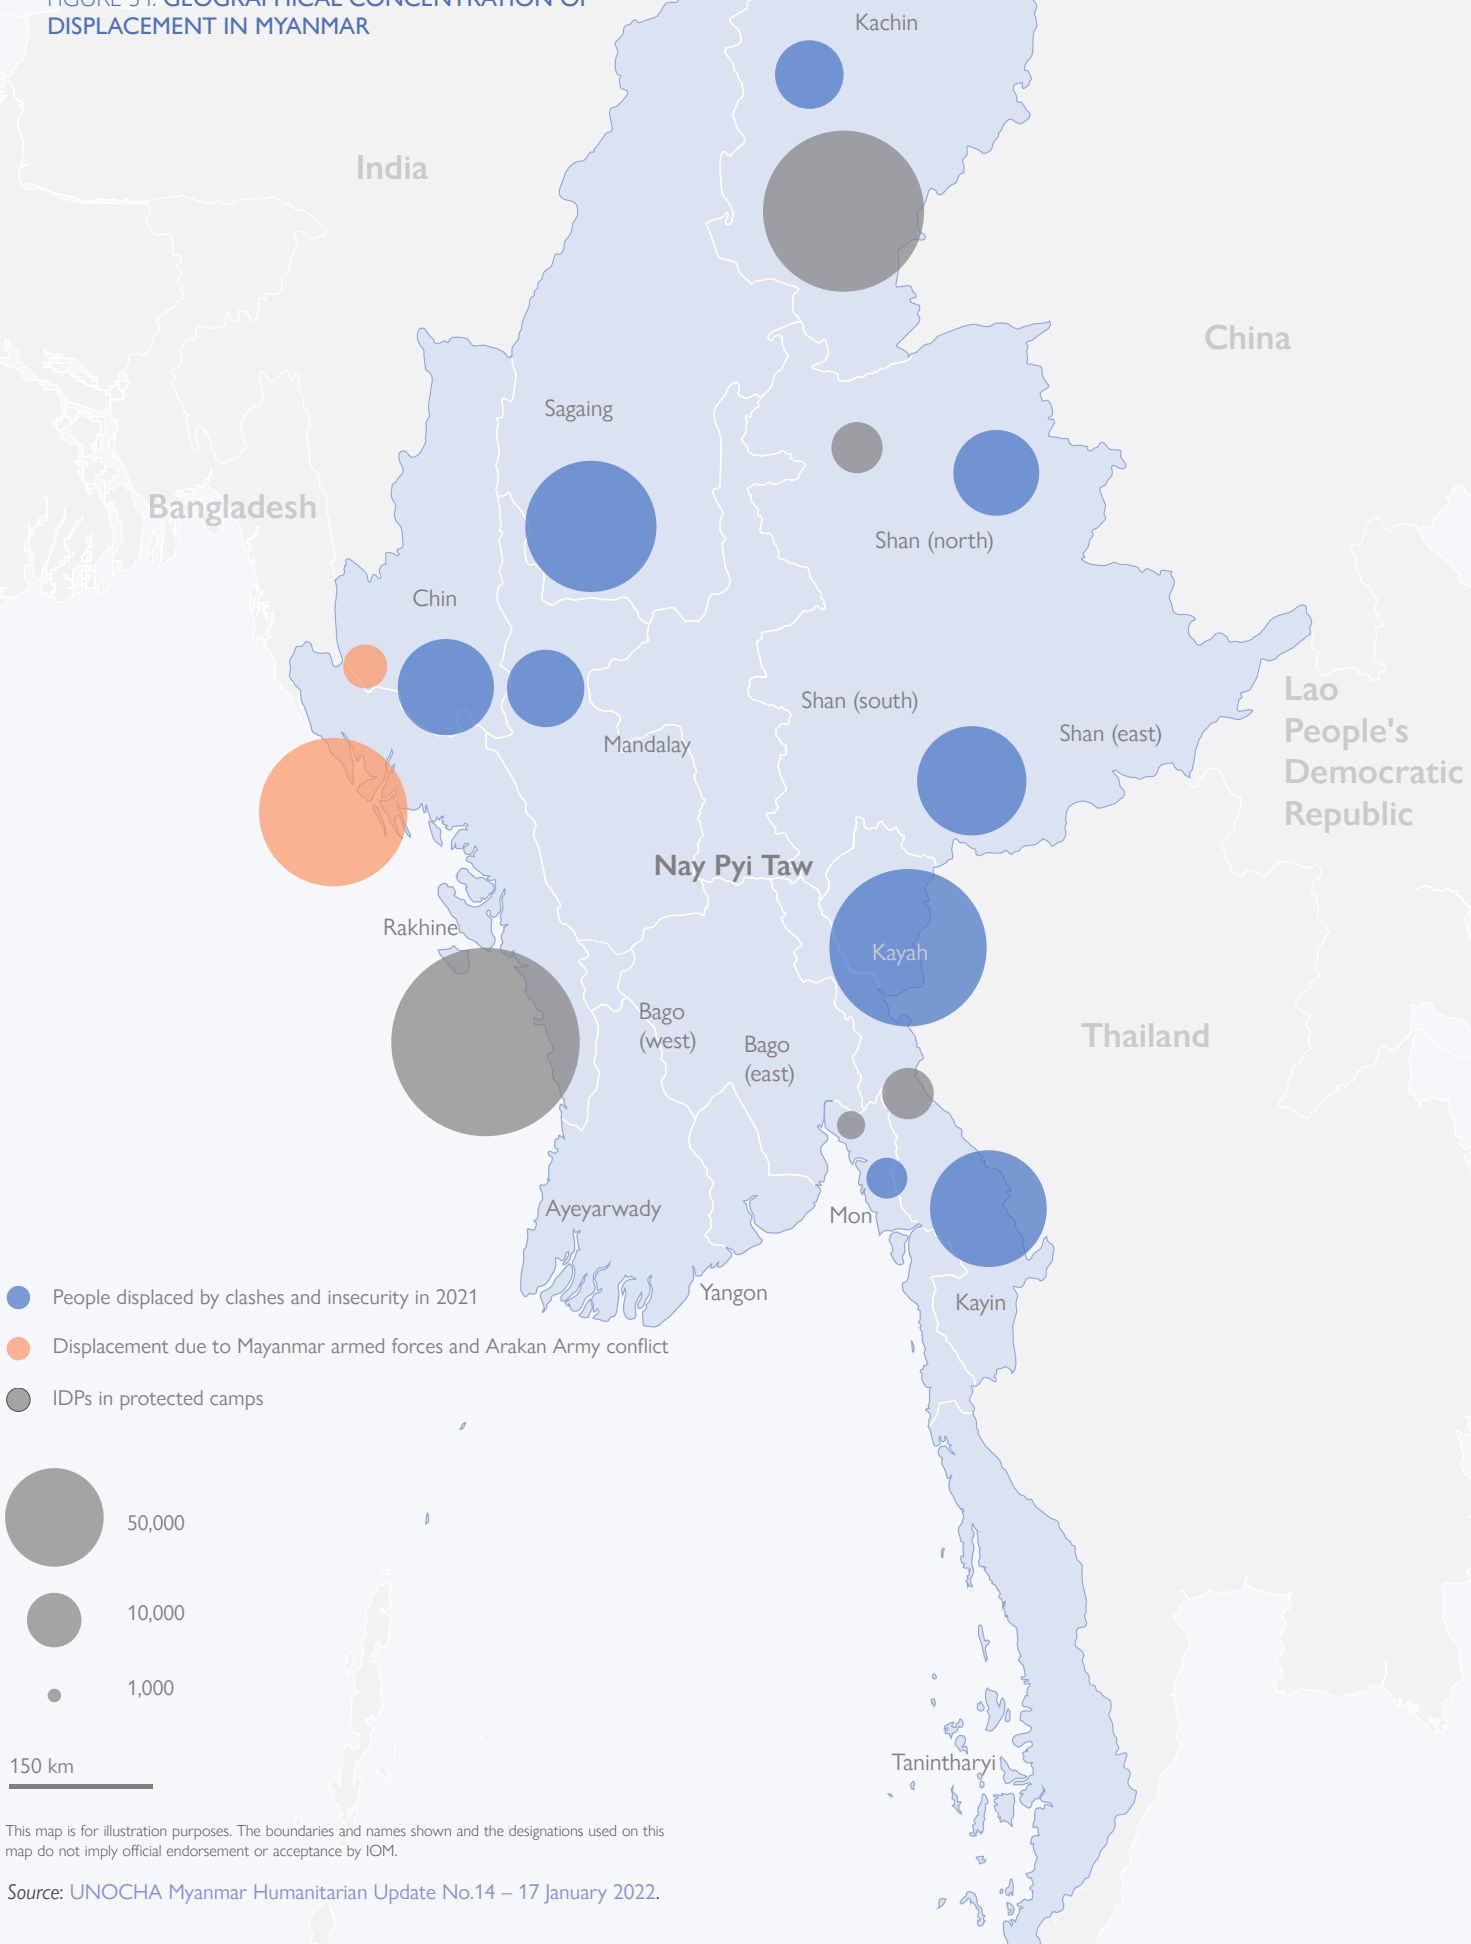 FIGURE 31. GEOGRAPHICAL CONCENTRATION OF
DISPLACEMENT IN MYANMAR
Kachin
India
China
Sagaing
Bangladesh
Shan (north)
Chin
Shan (south)
Lao
People's
Democratic
Republic
Shan (east)
Mandalay
Nay Pyi Taw
Rakhine
Kayah
Bago
(west)
Bago
(east)
Thailand
Ayeyarwady
Mon
Yangon
Kayin
People displaced by clashes and insecurity in 2021
Displacement due to Mayanmar armed forces and Arakan Army conflict
IDPs in protected camps
50,000
10,000
1,000
150 km
Tanintharyi
This map is for illustration purposes. The boundaries and names shown and the designations used on this
map do not imply official endorsement or acceptance by IOM.
Source: UNOCHA Myanmar Humanitarian Update No.14 – 17 January 2022.